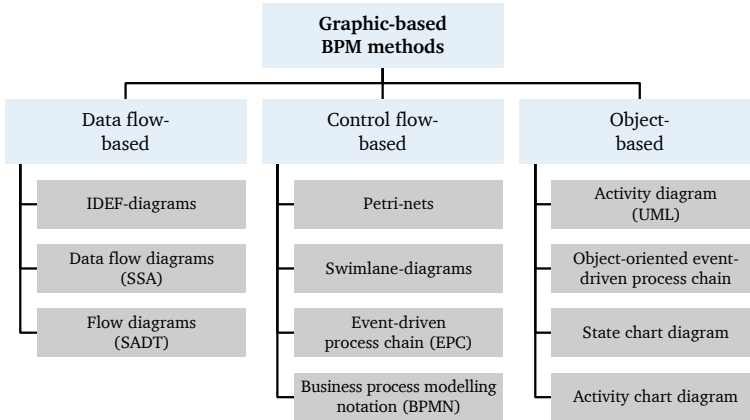 Graphic-based
BPM methods
Data flow-
based
Control flow-
based
Object-
based
IDEF-diagrams
Data flow diagrams
(SSA)
Flow diagrams
(SADT)
Petri-nets
Swimlane-diagrams
Event-driven
process chain (EPC)
Business process modelling
notation (BPMN)
Activity diagram
(UML)
Object-oriented event-
driven process chain
State chart diagram
Activity chart diagram